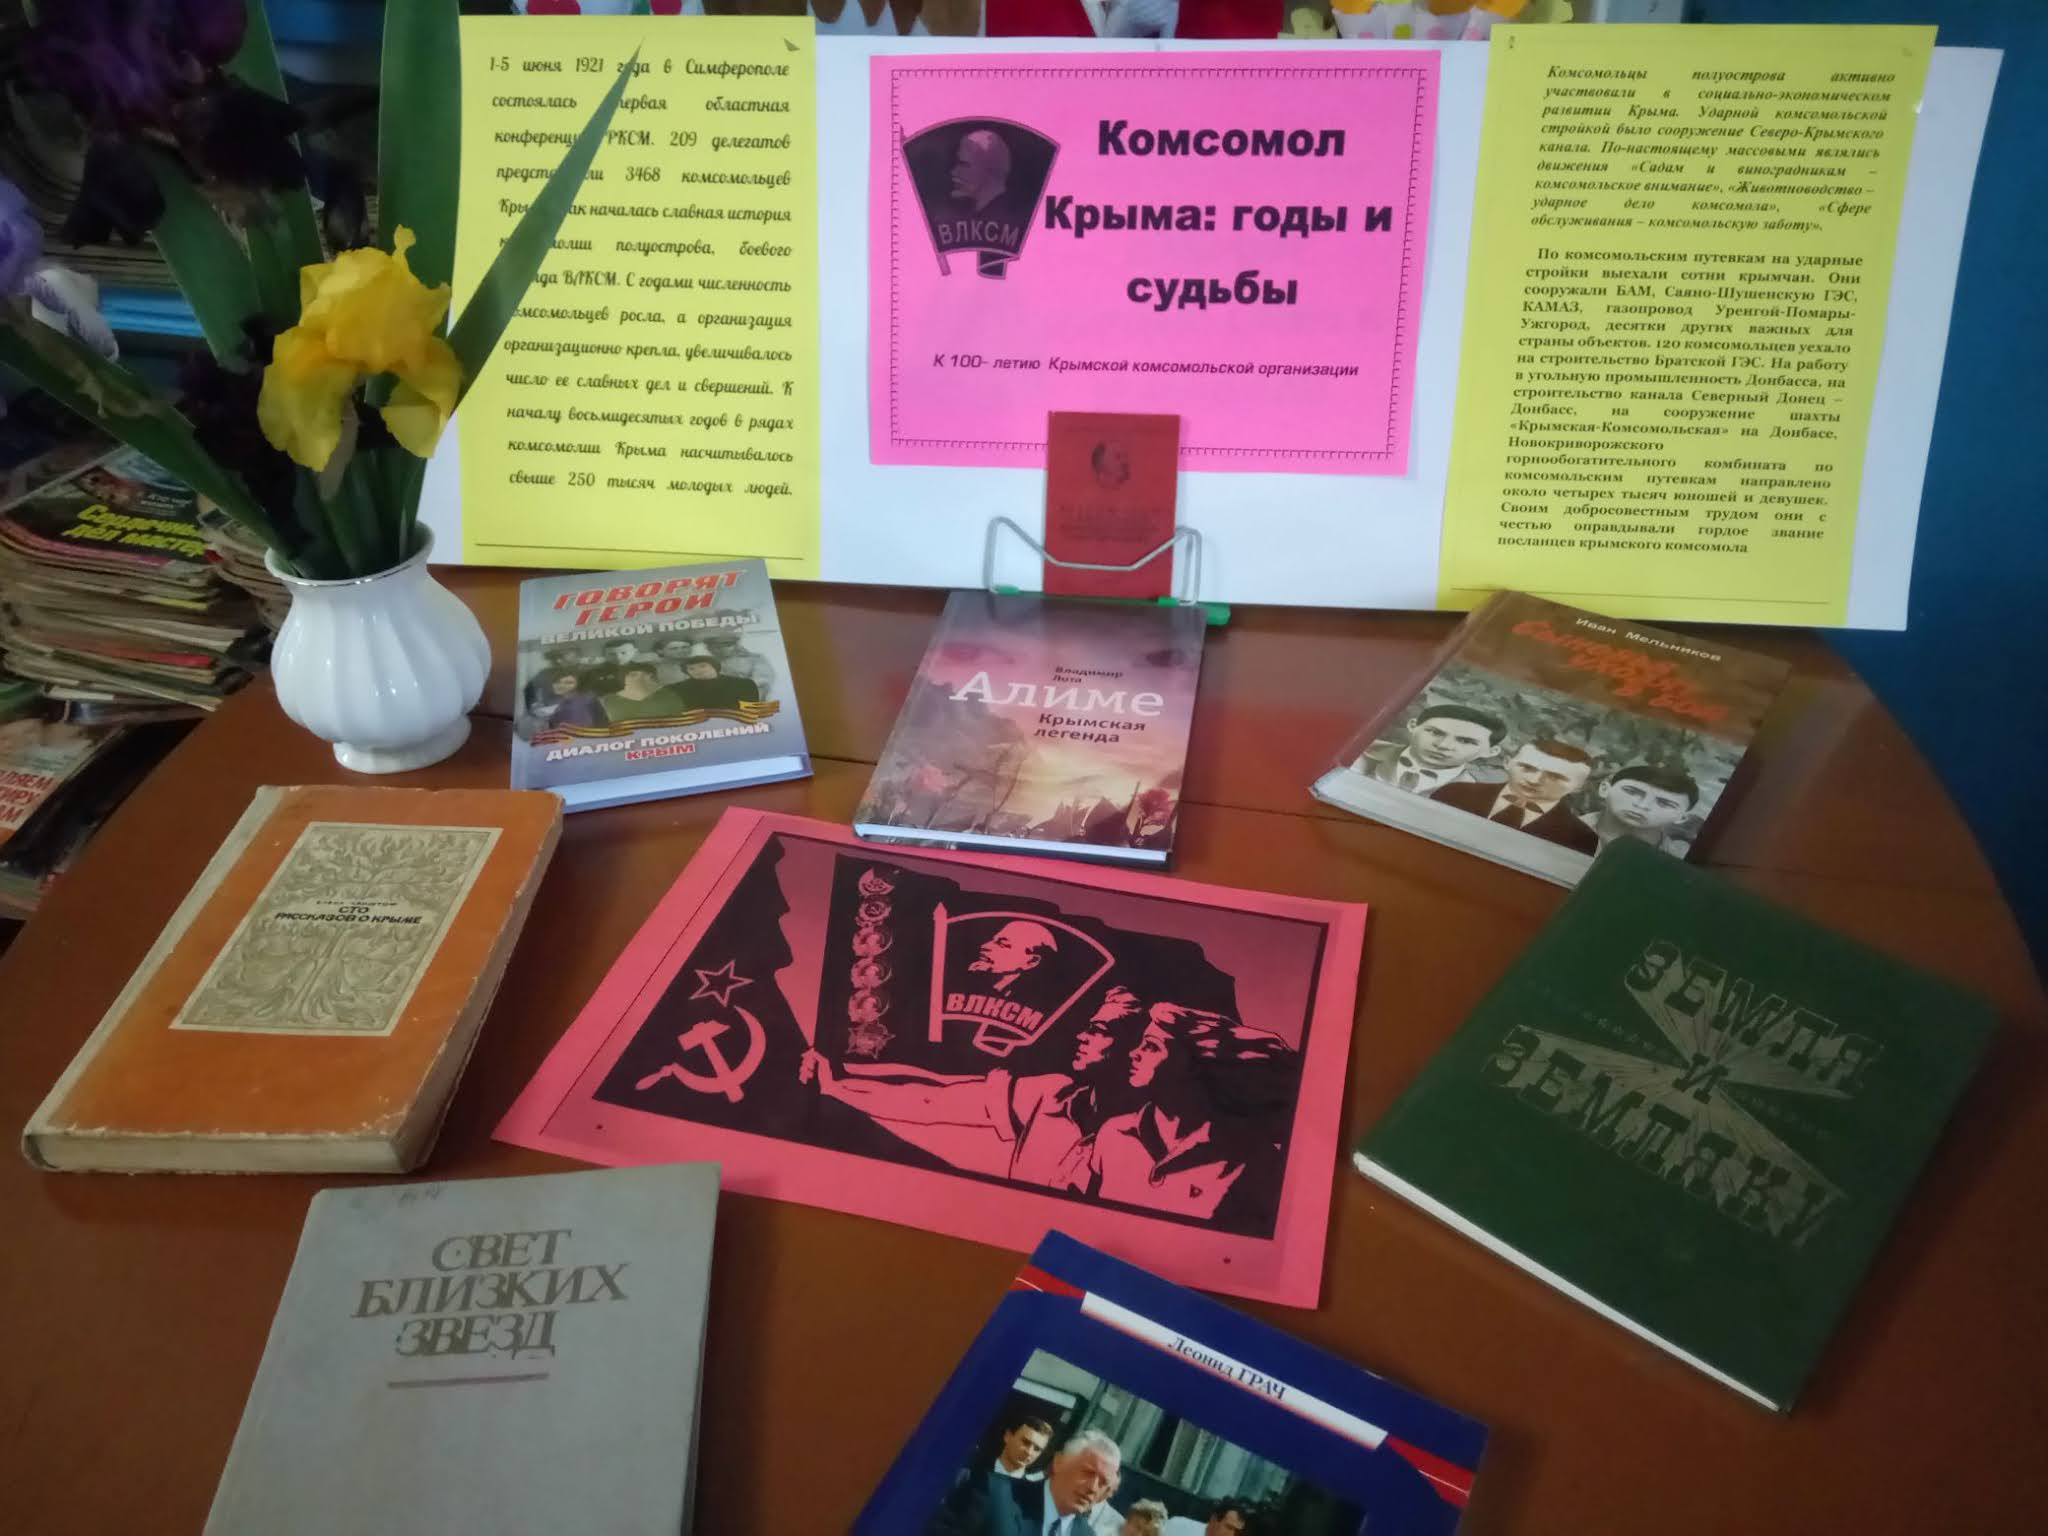 1-5 июня 1921 года в Симферополе
состоялась первая областная
конференция РКСМ. 209 делегатов
представляли 3468 комсомольцев
Крыма. Так началась славная история
полуострова, боевого
ВЛКСМ. С годами численность
комсомольцев росла, а организация
организационно крепла, увеличивалось
число ее славных дел и свершений. К
началу восьмидесятых годов в рядах
комсомолии Крыма насчитывалось
свыше 250 тысяч молодых людей.
ВЛКСМ
Комсомол
Крыма: годы и
судьбы
К 100- летию Крымской комсомольской организации
Комсомольцы полуострова активно
участвовали в социально-экономическом
развитии Крыма. Ударной комсомольской
стройкой было сооружение Северо-Крымского
канала. По-настоящему массовыми являлись
движения «Садам и виноградникам –
комсомольское внимание», «Животноводство –
ударное дело комсомола», «Сфере
обслуживания – комсомольскую заботу».
По комсомольским путевкам на ударные
стройки выехали сотни крымчан. Они
сооружали БАМ, Саяно-Шушенскую ГЭС,
КАМАЗ, газопровод Уренгой-Помары-
Ужгород, десятки других важных для
страны объектов. 120 комсомольцев уехало
на строительство Братской ГЭС. На работу
в угольную промышленность Донбасса, на
строительство канала Северный Донец –
Донбасс, на сооружение шахты
«Крымская-Комсомольская» на Донбасе,
Новокриворожского
горнообогатительного комбината по
комсомольским путевкам направлено
около четырех тысяч юношей и девушек.
Своим добросовестным трудом они с
честью оправдывали гордое звание
посланцев крымского комсомола
ГОВОРЯТ
ГЕРОИ
ВЕЛИКОЙ ПОБЕДЫ
ДИАЛОГ ПОКОЛЕНИЙ
КРЫМ
Владимир
Лота
Алиме
Крымская
легенда
Иван Мельников
СТО
РАССКАЗОВ О КРЫМЕ
ВЛКСМ
ЗЕМЛЯ
И
ЗЕМЛЯКИ
СВЕТ
БЛИЗКИХ
ЗВЕЗД
Леонид ГРАЧ